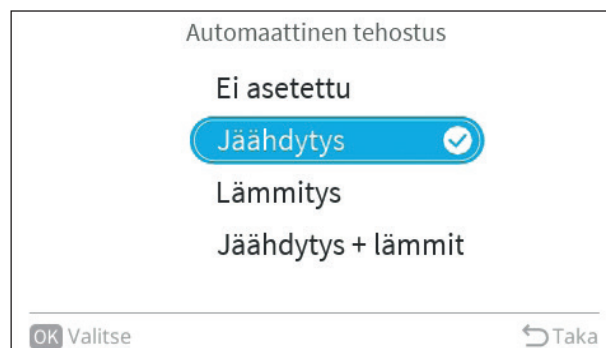 Automaattinen tehostus
Ei asetettu
Jäähdytys
Lämmitys
Jäähdytys + lämmit
OK Valitse
Taka